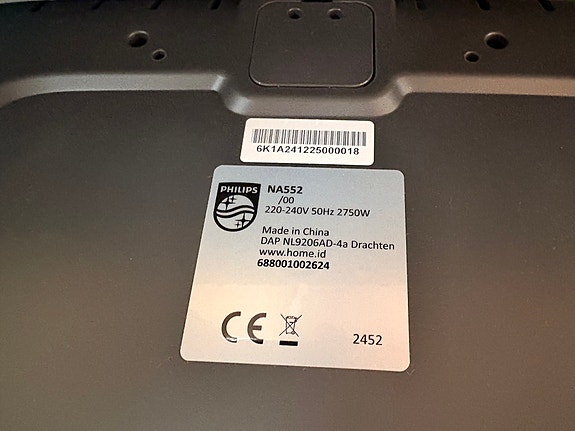 6K1A241225000018
PHILIPS
NA552
/00
220-240V 50Hz 2750W
Made in China
DAP NL9206AD-4a Drachten
www.home.id
688001002624
CE
2452